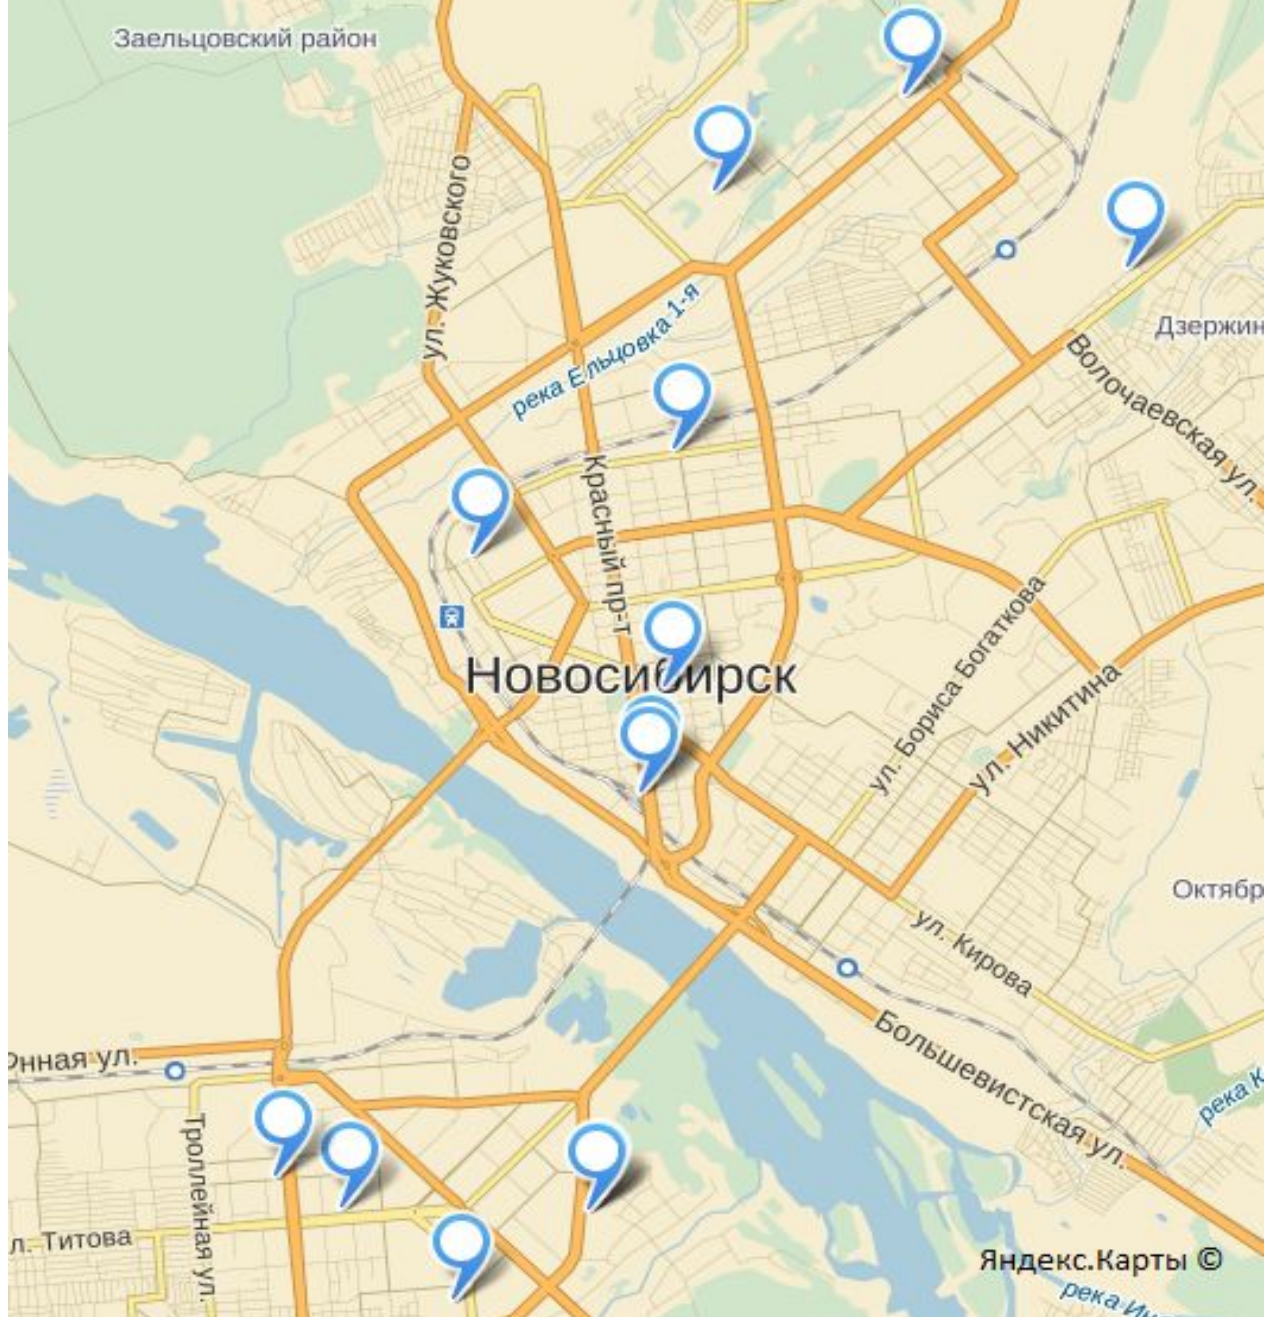 Заельцовский район
ул. Жуковского
река Ельцовка 1-я
Дзержин
Волочаевская ул.
Красный пр-т
Новосибирск
ул. Бориса Богаткова
ул. Никитина
Октябр
ул. Кирова
нная ул.
Большевистская ул.
река К
Троллейная ул.
л. Титова
Яндекс.Карты ©
река Ин